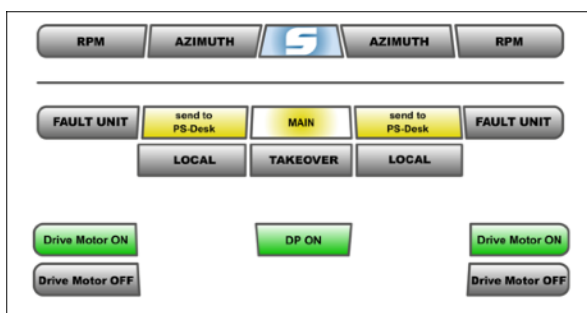 RPM AZIMUTH S AZIMUTH RPM
FAULT UNIT send to PS-Desk MAIN send to PS-Desk FAULT UNIT
LOCAL TAKEOVER LOCAL
Drive Motor ON DP ON Drive Motor ON
Drive Motor OFF Drive Motor OFF